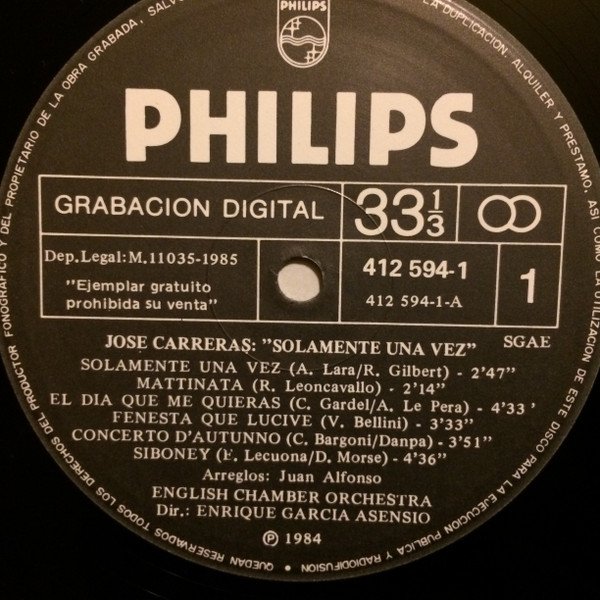 PHILIPS
PHILIPS
GRABACION DIGITAL
33 1/3
Dep.Legal:M.11035-1985
"Ejemplar gratuito
prohibida su venta"
412 594-1
412 594-1-A
1
JOSE CARRERAS: "SOLAMENTE UNA VEZ"
SGAE
SOLAMENTE UNA VEZ (A. Lara/R. Gilbert) - 2'47"
MATTINATA (R. Leoncavallo) - 2'14"
EL DIA QUE ME QUIERAS (C. Gardel/A. Le Pera) - 4'33 '
FENESTA QUE LUCIVE (V. Bellini) - 3'33"
CONCERTO D'AUTUNNO (C. Bargoni/Danpa) - 3'51"
SIBONEY (E. Lecuona/D. Morse) - 4'36"
Arreglos: Juan Alfonso
ENGLISH CHAMBER ORCHESTRA
Dir.: ENRIQUE GARCIA ASENSIO
Ⓟ 1984
QUEDAN RESERVADOS TODOS LOS DERECHOS DEL PRODUCTOR FONOGRAFICO Y DEL PROPIETARIO DE LA OBRA GRABADA. SALVO
LA DUPLICACION, ALQUILER Y PRESTAMO, ASI COMO LA UTILIZACION DE ESTE DISCO PARA LA EJECUCION PUBLICA Y RADIODIFUSION